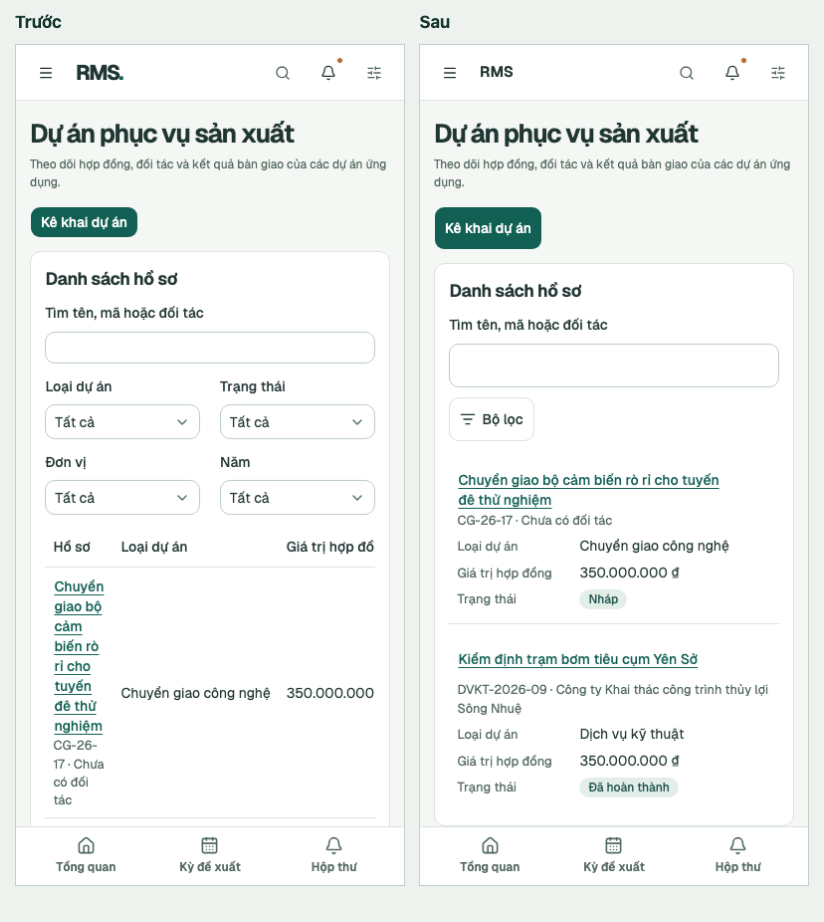 Trước
RMS.
Dự án phục vụ sản xuất
Theo dõi hợp đồng, đối tác và kết quả bàn giao của các dự án ứng
dụng.
Kê khai dự án
Danh sách hồ sơ
Tìm tên, mã hoặc đối tác
Loại dự án
Trạng thái
Tất cả
Tất cả
Đơn vị
Năm
Tất cả
Tất cả
Hồ sơ
Loại dự án
Giá trị hợp đồ
Chuyển
giao bộ
cảm
biến rò
rỉ cho
tuyến
đê thử
nghiệm
CG-26-
17 · Chưa
có đối
tác
Chuyển giao công nghệ
350.000.000
Tổng quan
Kỳ đề xuất
Hộp thư
Sau
RMS
Dự án phục vụ sản xuất
Theo dõi hợp đồng, đối tác và kết quả bàn giao của các dự án ứng
dụng.
Kê khai dự án
Danh sách hồ sơ
Tìm tên, mã hoặc đối tác
Bộ lọc
Chuyển giao bộ cảm biến rò rỉ cho tuyến
đê thử nghiệm
CG-26-17 · Chưa có đối tác
Loại dự án
Chuyển giao công nghệ
Giá trị hợp đồng
350.000.000 ₫
Trạng thái
Nháp
Kiểm định trạm bơm tiêu cụm Yên Sở
DVKT-2026-09 · Công ty Khai thác công trình thủy lợi
Sông Nhuệ
Loại dự án
Dịch vụ kỹ thuật
Giá trị hợp đồng
350.000.000 ₫
Trạng thái
Đã hoàn thành
Tổng quan
Kỳ đề xuất
Hộp thư